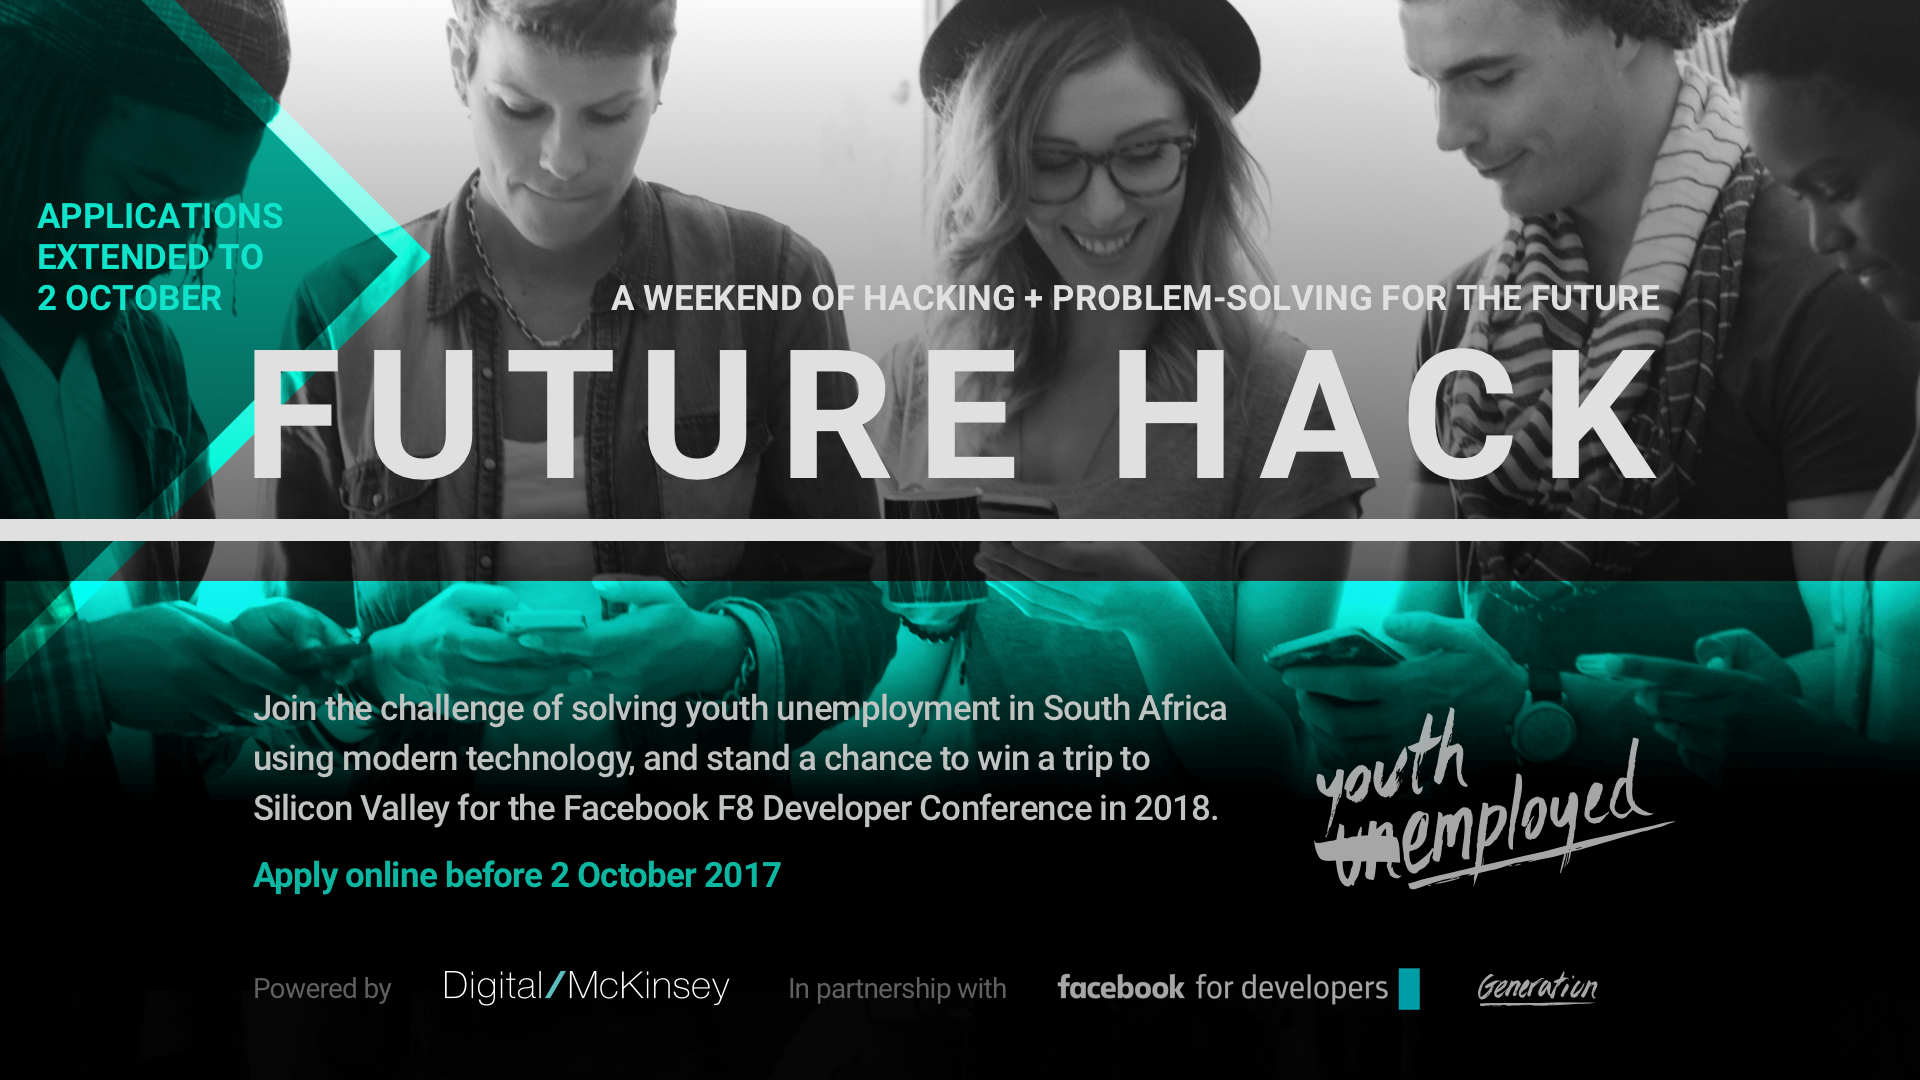 APPLICATIONS
EXTENDED TO
2 OCTOBER
A WEEKEND OF HACKING + PROBLEM-SOLVING FOR THE FUTURE
FUTURE HACK
Join the challenge of solving youth unemployment in South Africa
using modern technology, and stand a chance to win a trip to
Silicon Valley for the Facebook F8 Developer Conference in 2018.
Apply online before 2 October 2017
youth
unemployed
Powered by Digital/McKinsey In partnership with facebook for developers Generation